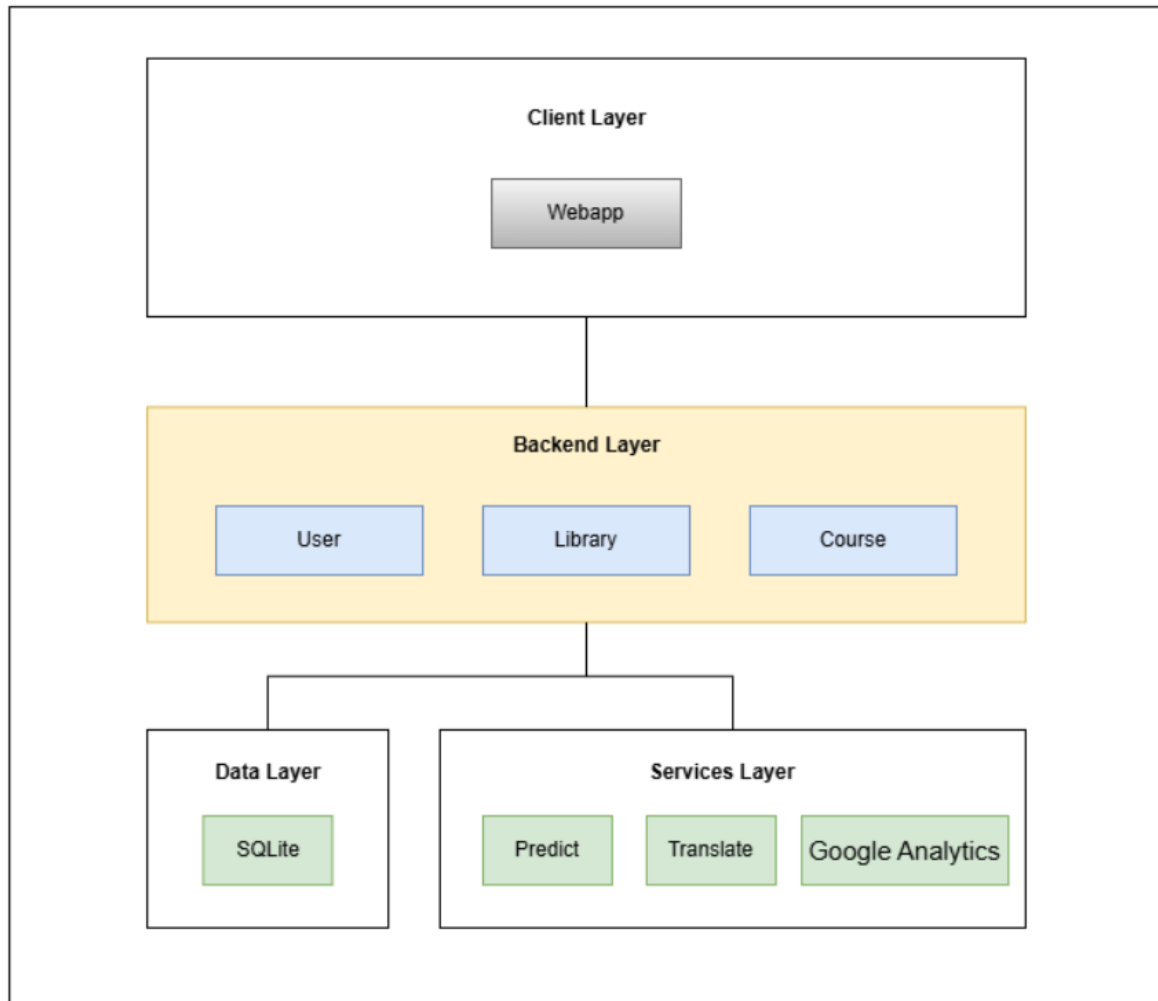 Client Layer
Webapp
Backend Layer
User
Library
Course
Data Layer
Services Layer
SQLite
Predict
Translate
Google Analytics